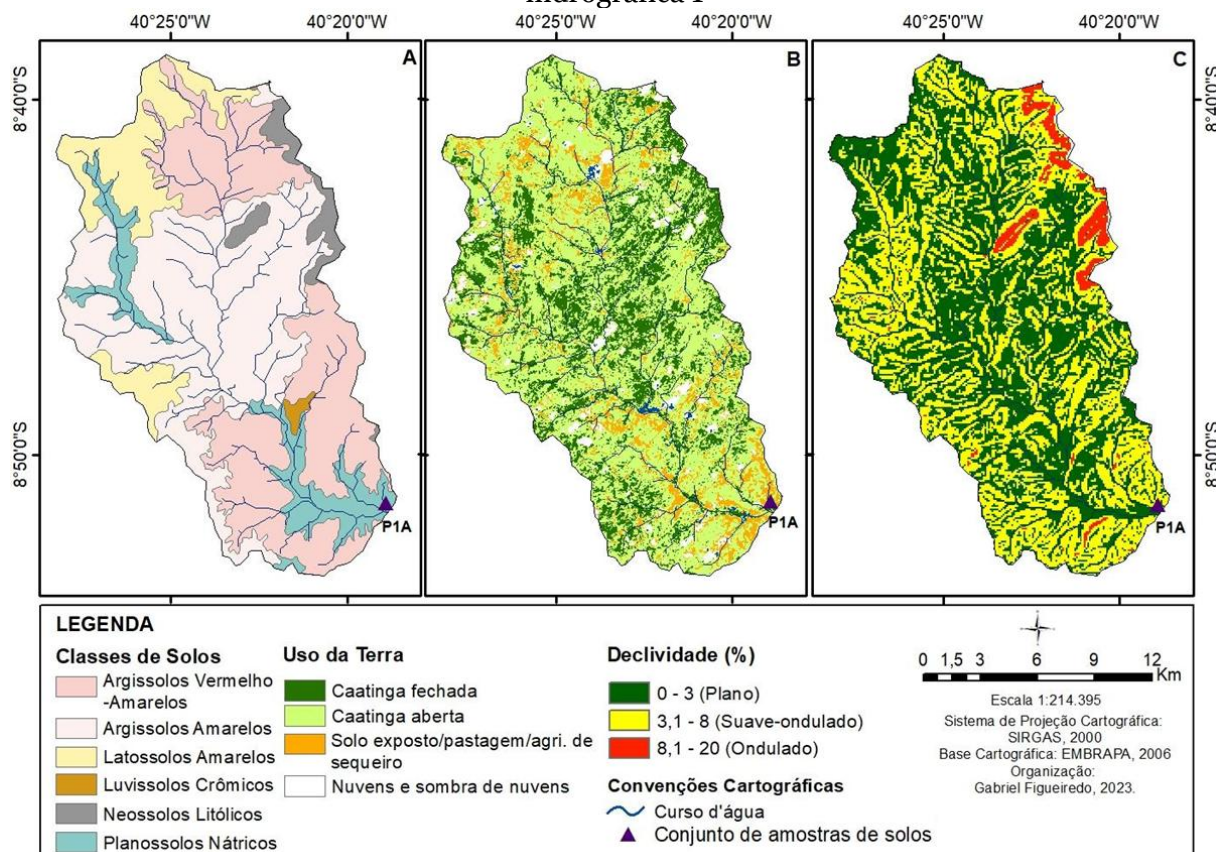 hidrográfica 1
40°25'0"W 40°20'0"W 40°25'0"W 40°20'0"W 40°25'0"W 40°20'0"W
A B C
8°40'0"S 8°40'0"S
8°50'0"S 8°50'0"S
P1A P1A P1A
LEGENDA
Classes de Solos
Argissolos Vermelho
-Amarelos
Argissolos Amarelos
Latossolos Amarelos
Luvissolos Crômicos
Neossolos Litólicos
Planossolos Nátricos
Uso da Terra
Caatinga fechada
Caatinga aberta
Solo exposto/pastagem/agri. de
sequeiro
Nuvens e sombra de nuvens
Declividade (%)
0 - 3 (Plano)
3,1 - 8 (Suave-ondulado)
8,1 - 20 (Ondulado)
Convenções Cartográficas
Curso d'água
Conjunto de amostras de solos
0 1,5 3 6 9 12
Km
Escala 1:214.395
Sistema de Projeção Cartográfica:
SIRGAS, 2000
Base Cartográfica: EMBRAPA, 2006
Organização:
Gabriel Figueiredo, 2023.